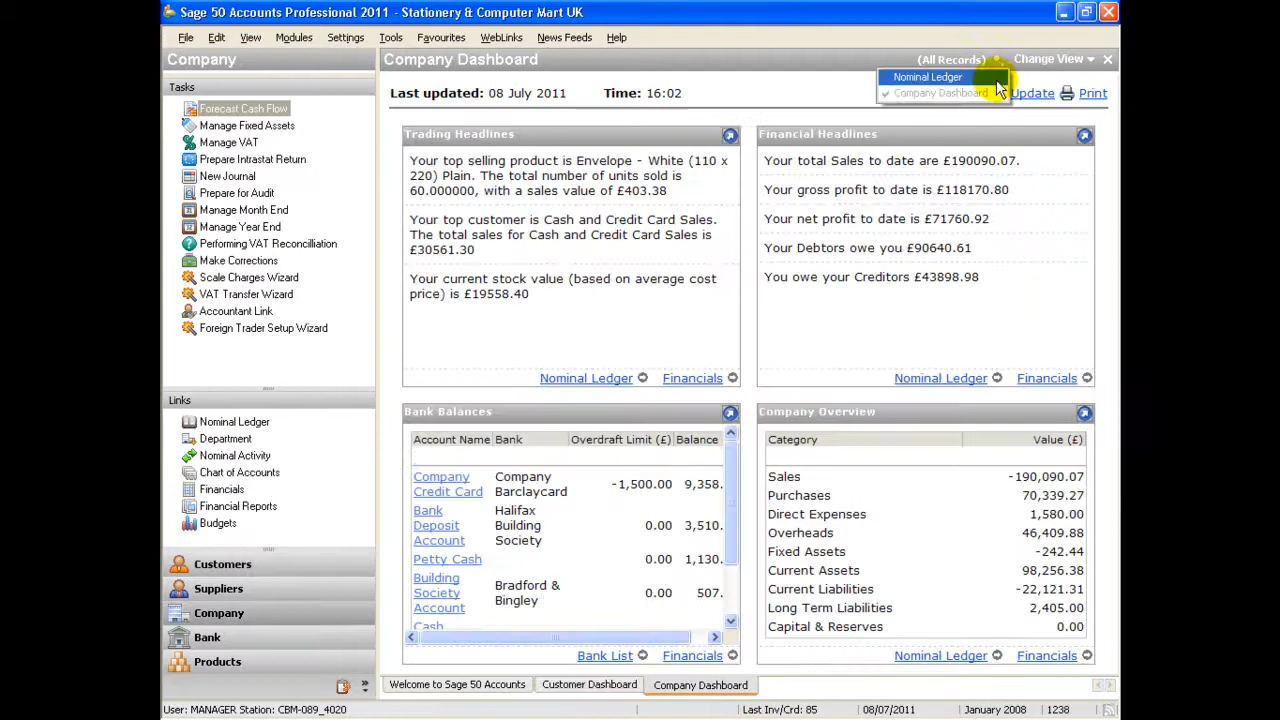 Sage 50 Accounts Professional 2011 - Stationery & Computer Mart UK
File Edit View Modules Settings Tools Favourites WebLinks News Feeds Help
Company
Company Dashboard
(All Records)
Change View
Nominal Ledger
Company Dashboard
Last updated: 08 July 2011 Time: 16:02
Update Print
Tasks
Forecast Cash Flow
Manage Fixed Assets
Manage VAT
Prepare Intrastat Return
New Journal
Prepare for Audit
Manage Month End
Manage Year End
Performing VAT Reconcilliation
Make Corrections
Scale Charges Wizard
VAT Transfer Wizard
Accountant Link
Foreign Trader Setup Wizard
Links
Nominal Ledger
Department
Nominal Activity
Chart of Accounts
Financials
Financial Reports
Budgets
Customers
Suppliers
Company
Bank
Products
Trading Headlines
Your top selling product is Envelope - White (110 x
220) Plain. The total number of units sold is
60.000000, with a sales value of £403.38
Your top customer is Cash and Credit Card Sales.
The total sales for Cash and Credit Card Sales is
£30561.30
Your current stock value (based on average cost
price) is £19558.40
Nominal Ledger Financials
Financial Headlines
Your total Sales to date are £190090.07.
Your gross profit to date is £118170.80
Your net profit to date is £71760.92
Your Debtors owe you £90640.61
You owe your Creditors £43898.98
Nominal Ledger Financials
Bank Balances
Account Name Bank Overdraft Limit (£) Balance
Company Credit Card Company Barclaycard -1,500.00 9,358.
Bank Deposit Account Halifax Building Society 0.00 3,510.
Petty Cash 0.00 1,130.
Building Society Account Bradford & Bingley 0.00 507.
Cash
Bank List Financials
Company Overview
Category Value (£)
Sales -190,090.07
Purchases 70,339.27
Direct Expenses 1,580.00
Overheads 46,409.88
Fixed Assets -242.44
Current Assets 98,256.38
Current Liabilities -22,121.31
Long Term Liabilities 2,405.00
Capital & Reserves 0.00
Nominal Ledger Financials
Welcome to Sage 50 Accounts Customer Dashboard Company Dashboard
User: MANAGER Station: CBM-089_4020 Last Inv/Crd: 85 08/07/2011 January 2008 1238